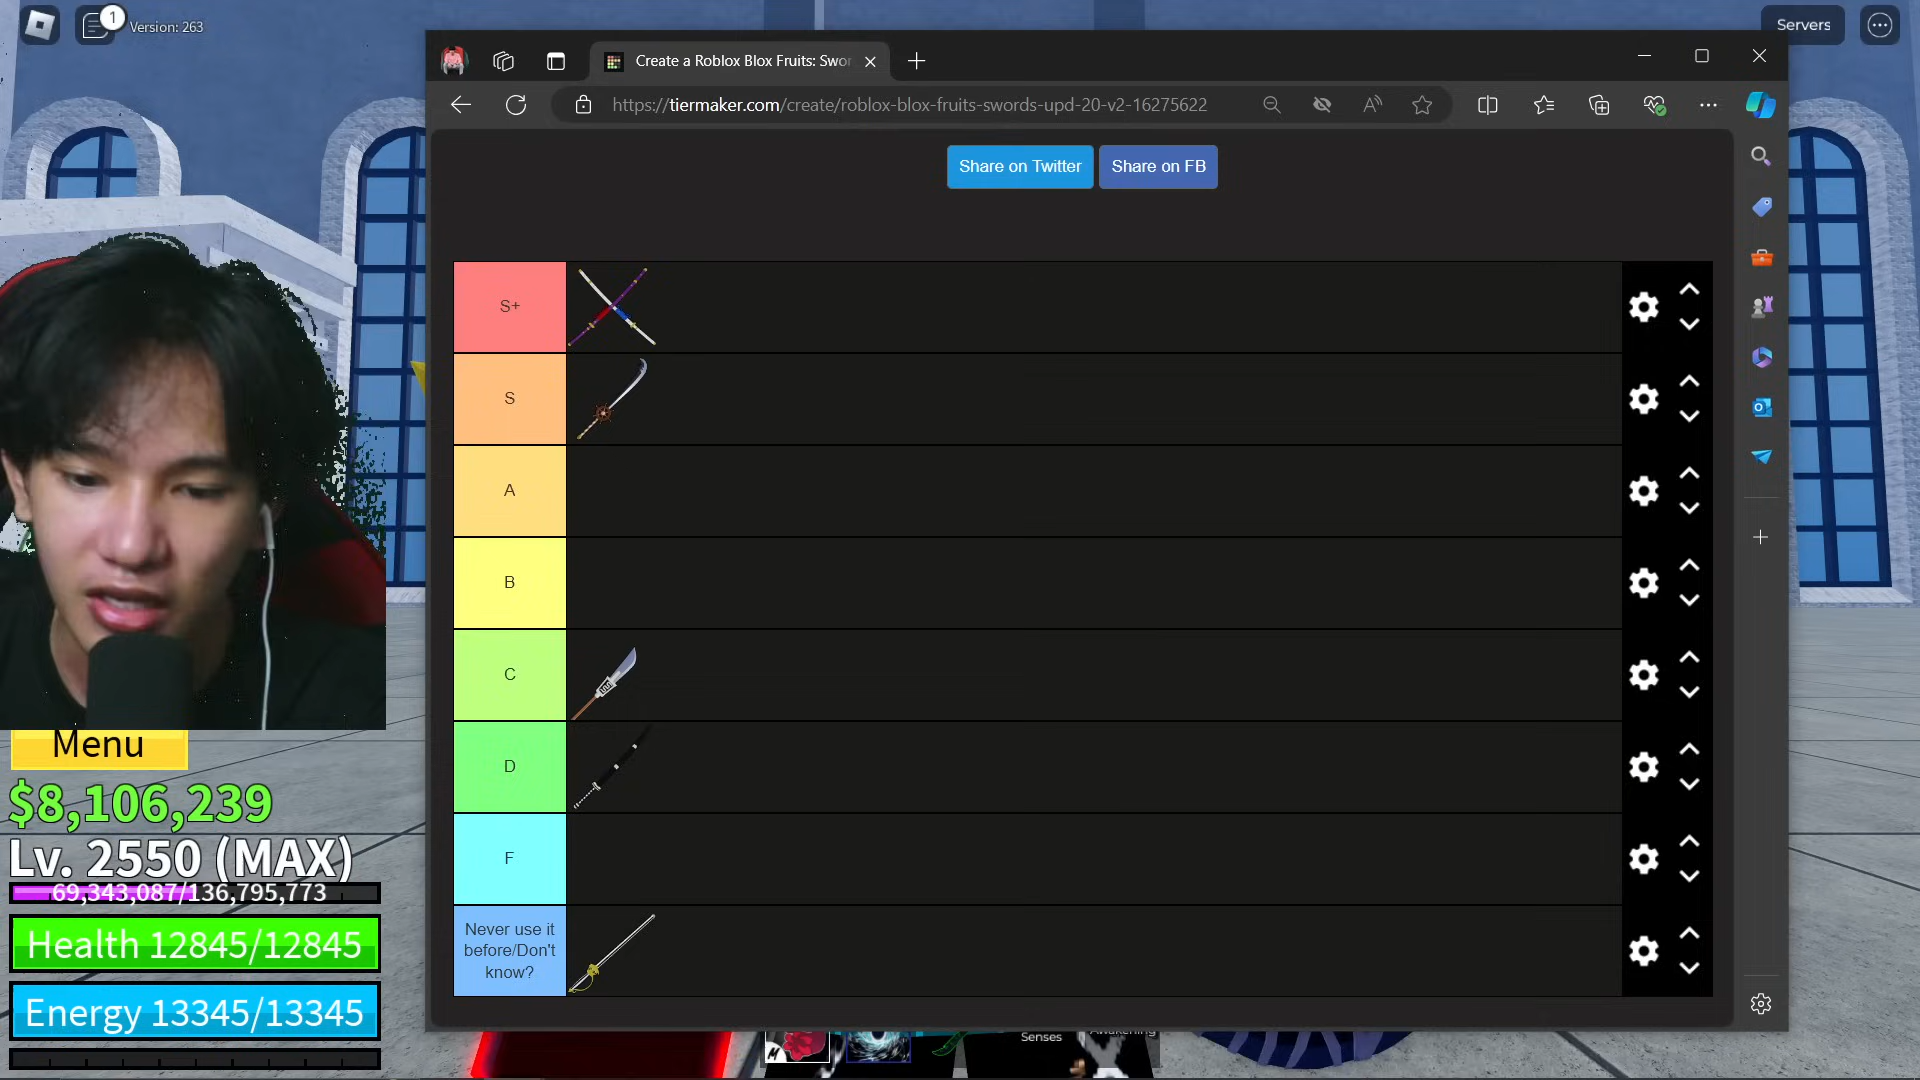 1
Version: 263
Servers
Create a Roblox Blox Fruits: Swor
https://tiermaker.com/create/roblox-blox-fruits-swords-upd-20-v2-16275622
Share on Twitter
Share on FB
S+
S
A
B
C
D
F
Never use it
before/Don't
know?
Menu
$8,106,239
Lv. 2550 (MAX)
69,343,087/136,795,773
Health 12845/12845
Energy 13345/13345
Senses
Awakening